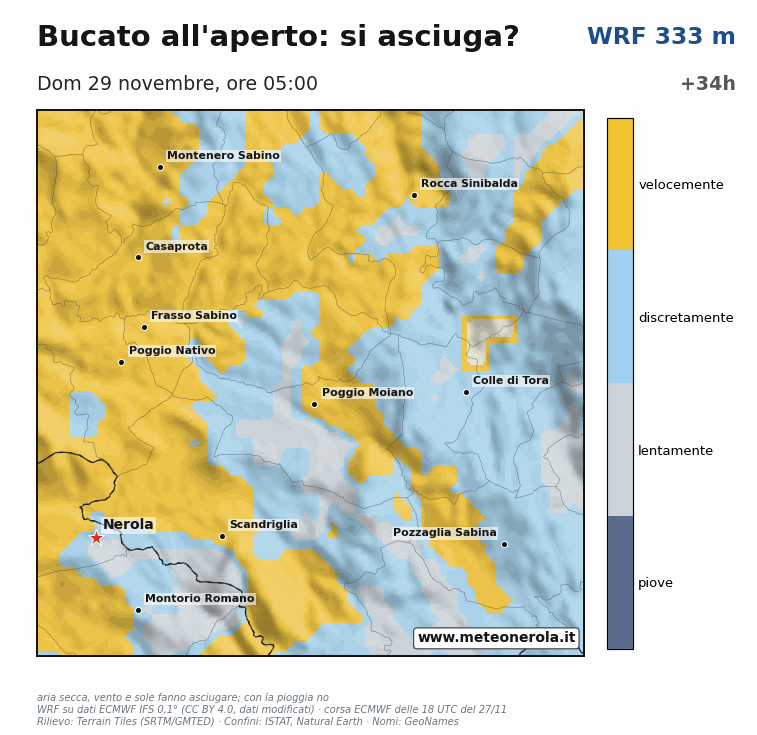 Bucato all'aperto: si asciuga?
WRF 333 m
Dom 29 novembre, ore 05:00
+34h
Montenero Sabino
Rocca Sinibalda
velocemente
Casaprota
Frasso Sabino
discretamente
Poggio Nativo
Colle di Tora
Poggio Moiano
lentamente
Nerola
Scandriglia
Pozzaglia Sabina
piove
Montorio Romano
www.meteonerola.it
aria secca, vento e sole fanno asciugare; con la pioggia no
WRF su dati ECMWF IFS 0,1° (CC BY 4.0, dati modificati) · corsa ECMWF delle 18 UTC del 27/11
Rilievo: Terrain Tiles (SRTM/GMTED) · Confini: ISTAT, Natural Earth · Nomi: GeoNames